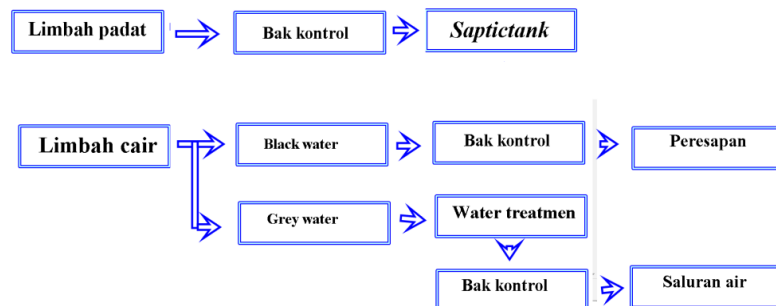 Limbah padat
Bak kontrol
Saptictank
Limbah cair
Black water
Bak kontrol
Peresapan
Grey water
Water treatmen
Bak kontrol
Saluran air